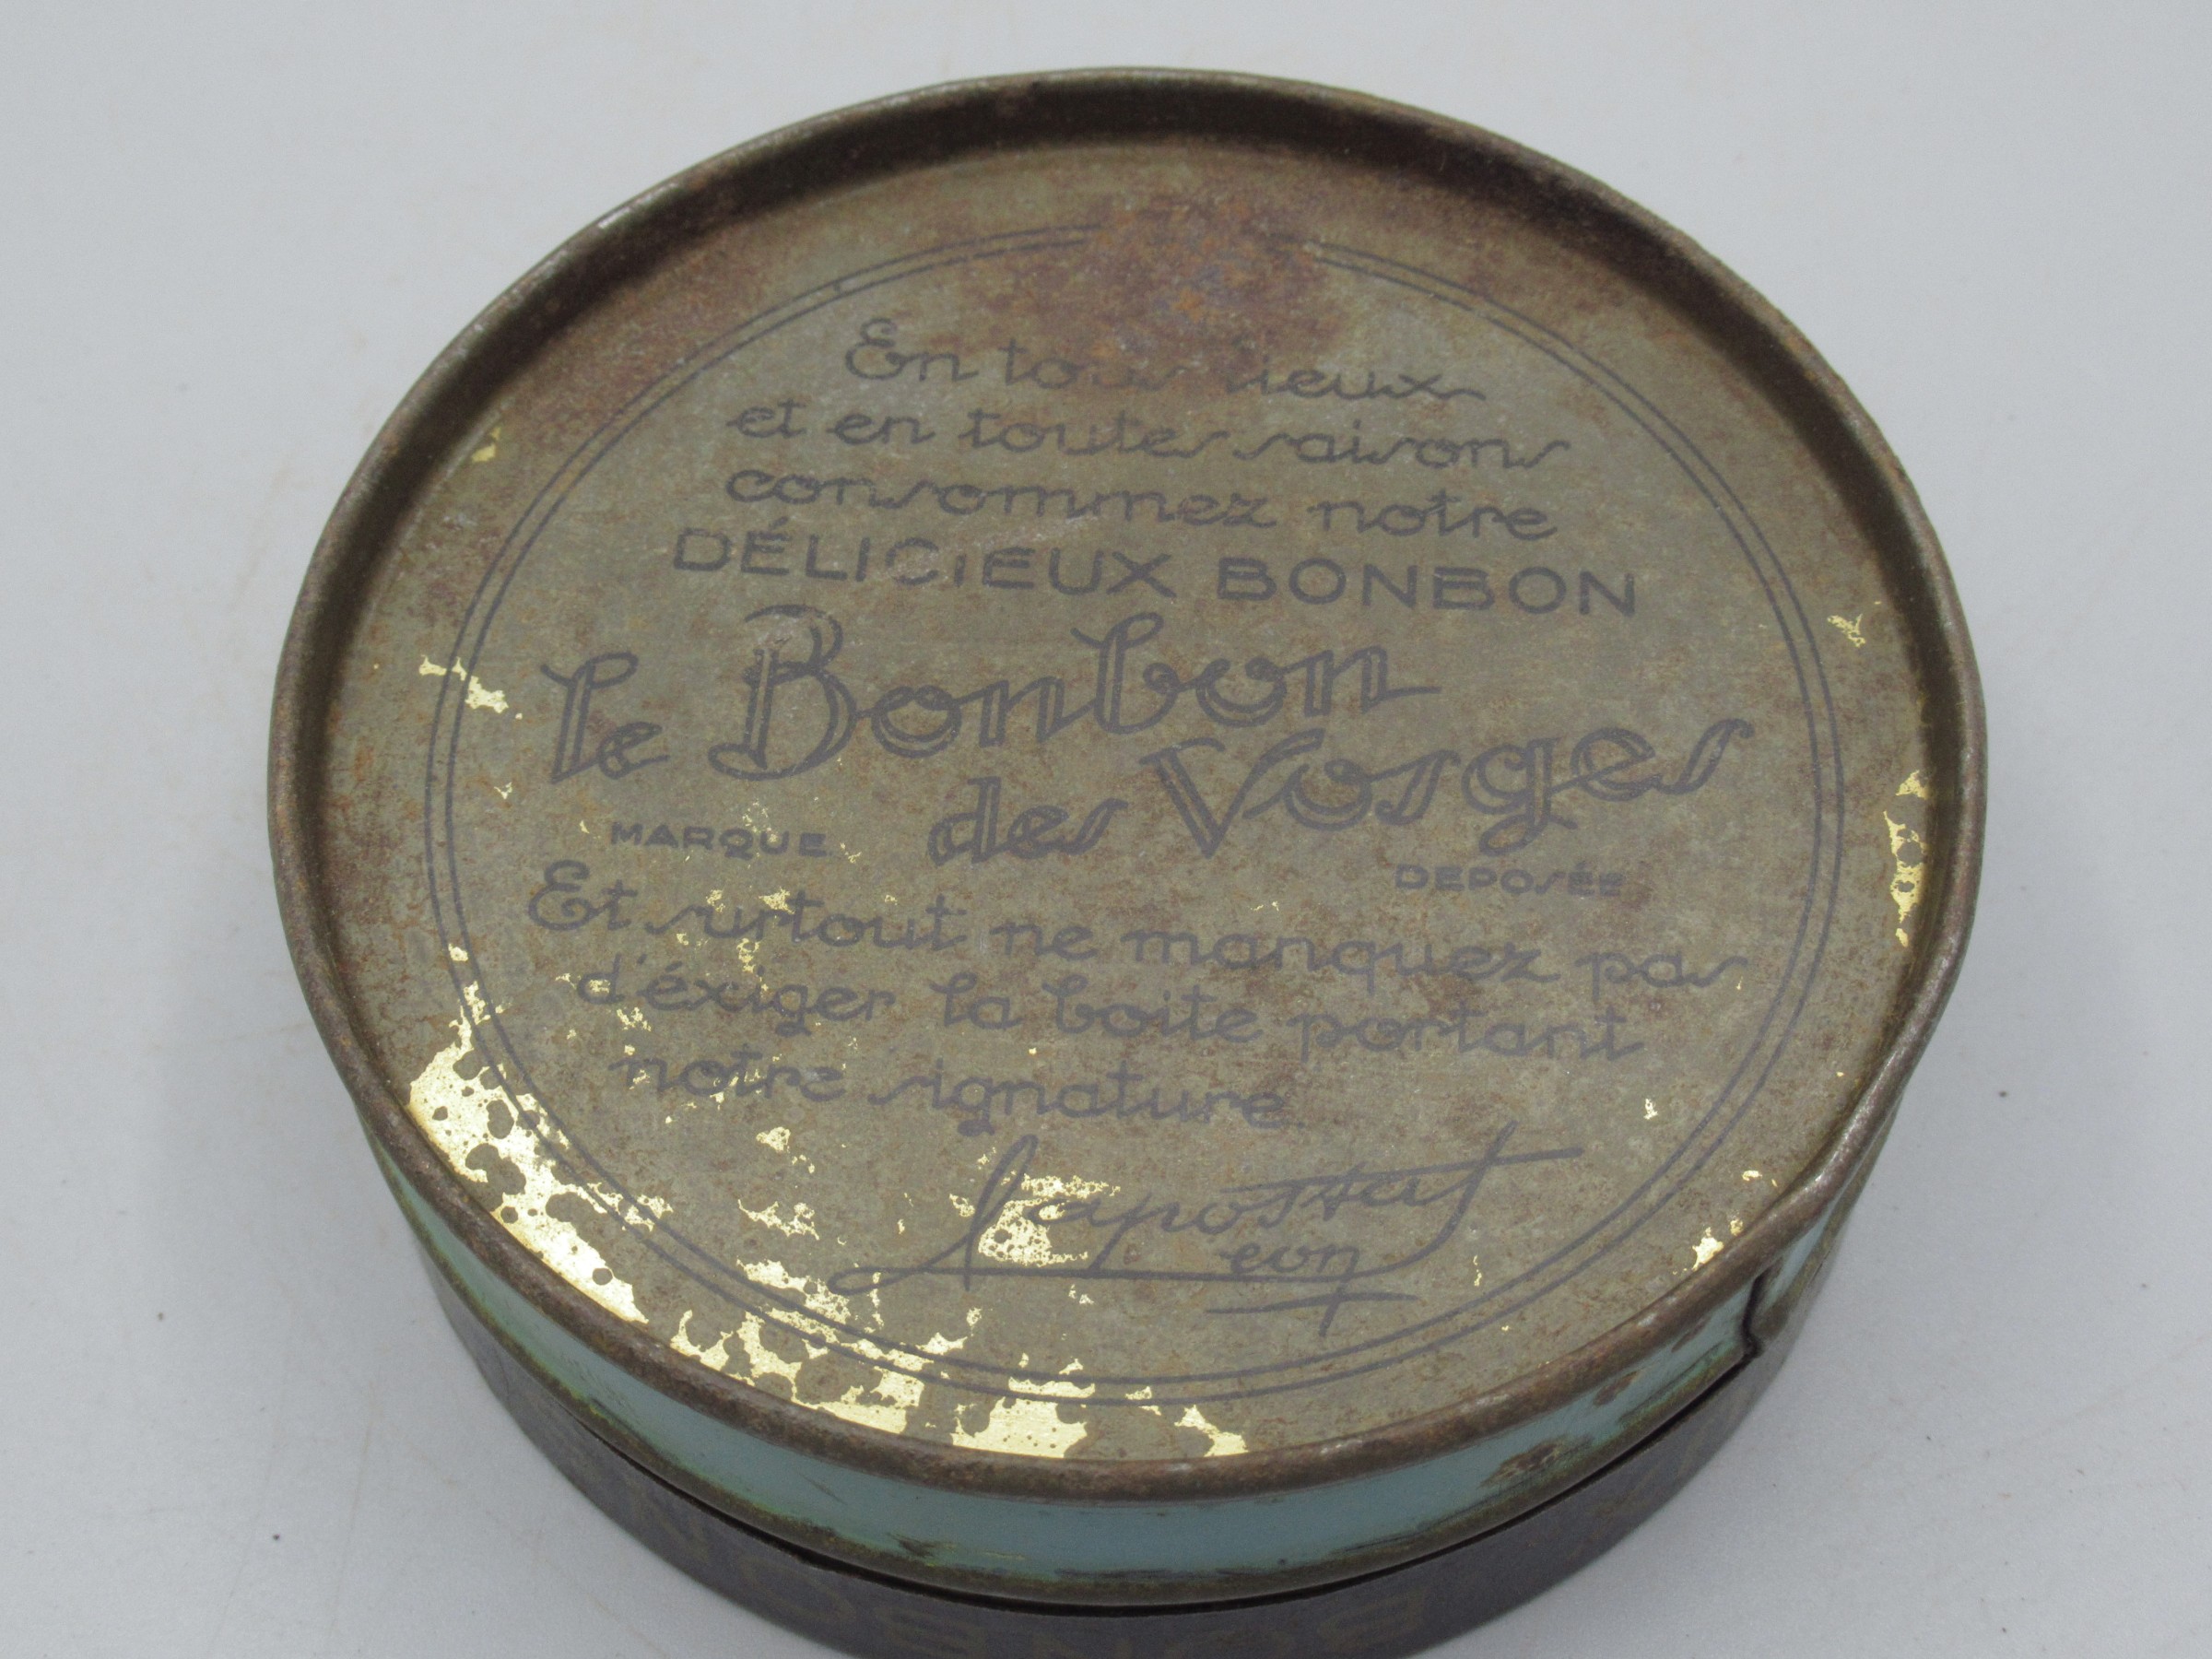 En tous lieux
et en toutes saisons
consommez notre
DÉLICIEUX BONBON
le Bonbon
des Vosges
MARQUE DEPOSÉE
Et surtout ne manquez pas
d'éxiger la boite portant
notre signature.